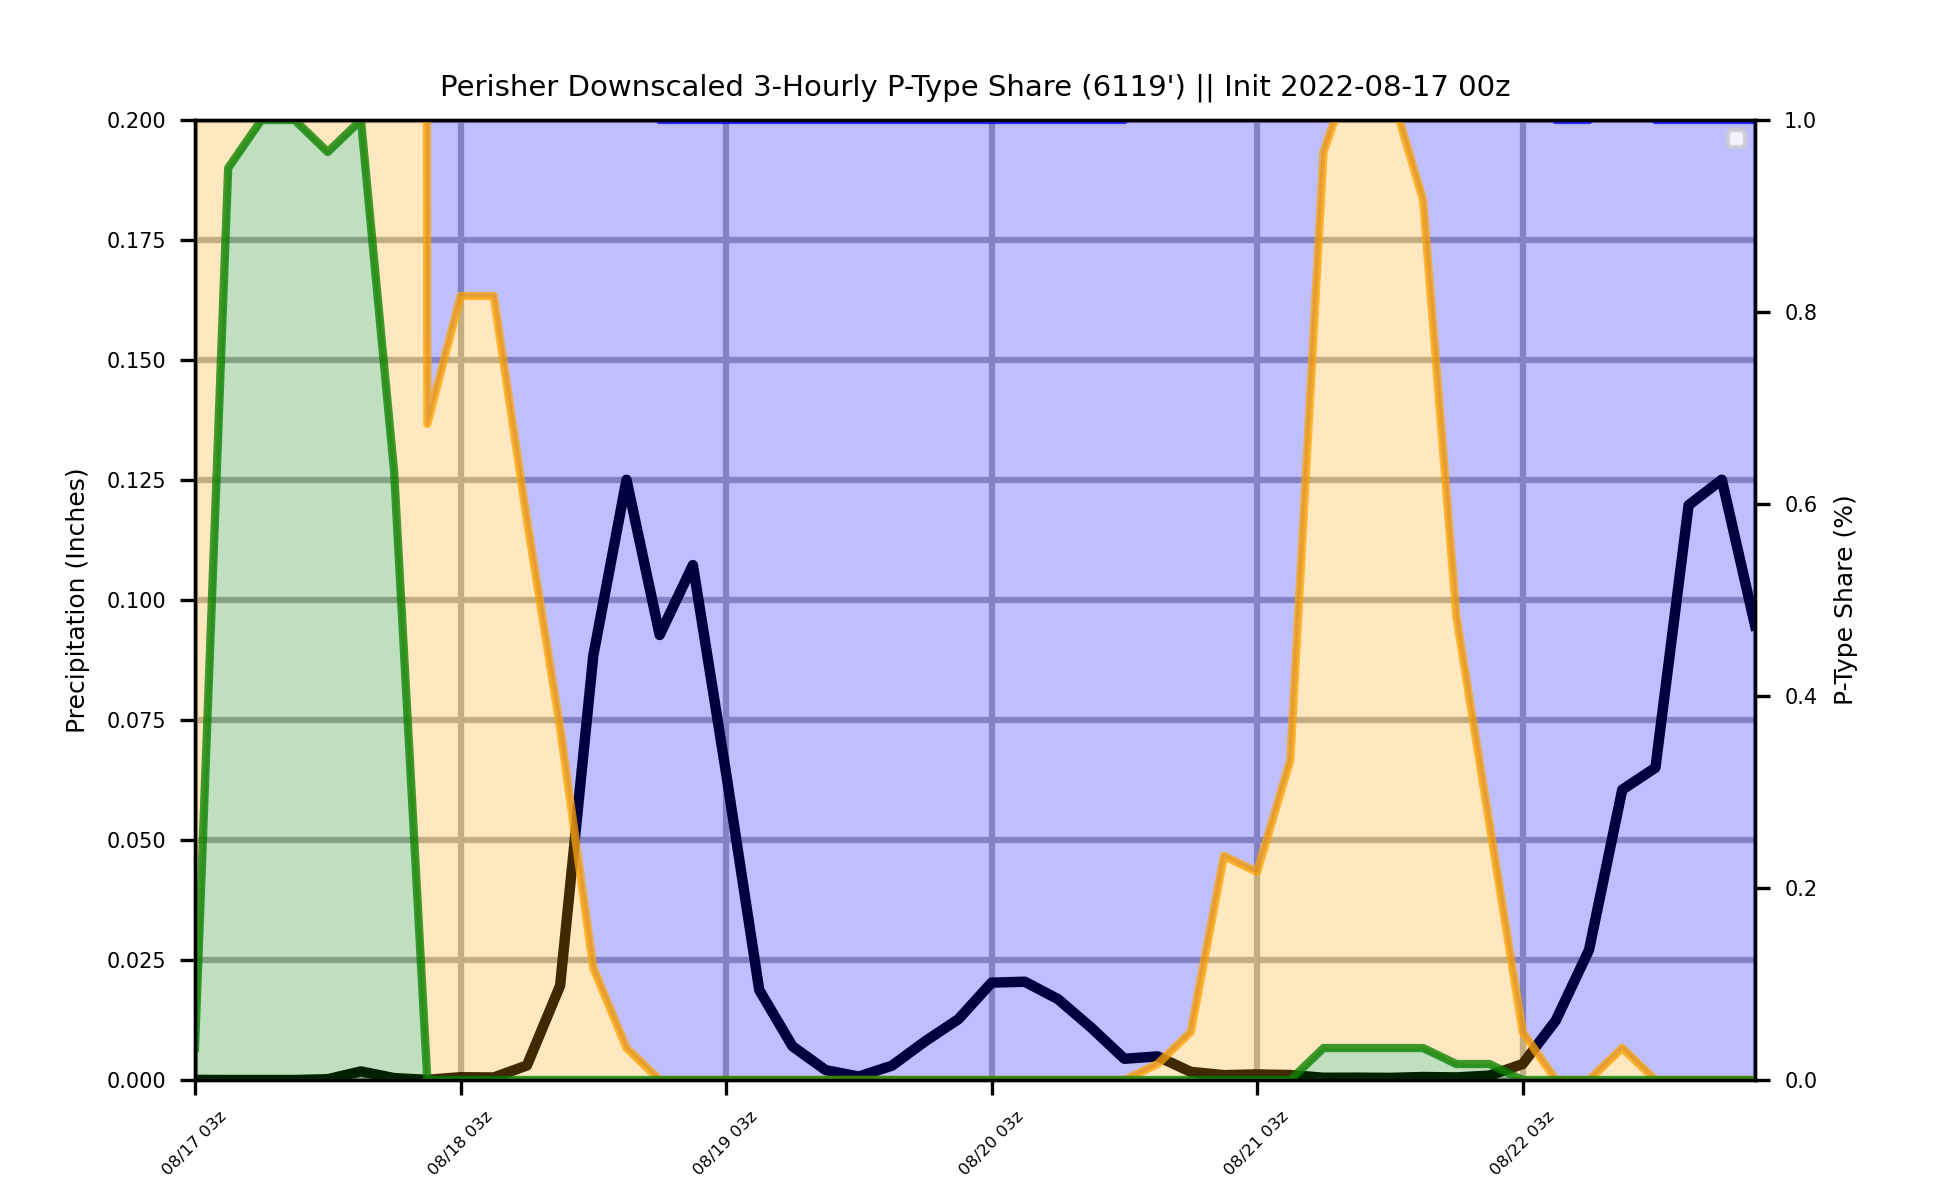 Perisher Downscaled 3-Hourly P-Type Share (6119') || Init 2022-08-17 00z
0.200
0.175
0.150
0.125
0.100
0.075
0.050
0.025
0.000
Precipitation (Inches)
1.0
0.8
0.6
0.4
0.2
0.0
P-Type Share (%)
08/17 03z
08/18 03z
08/19 03z
08/20 03z
08/21 03z
08/22 03z